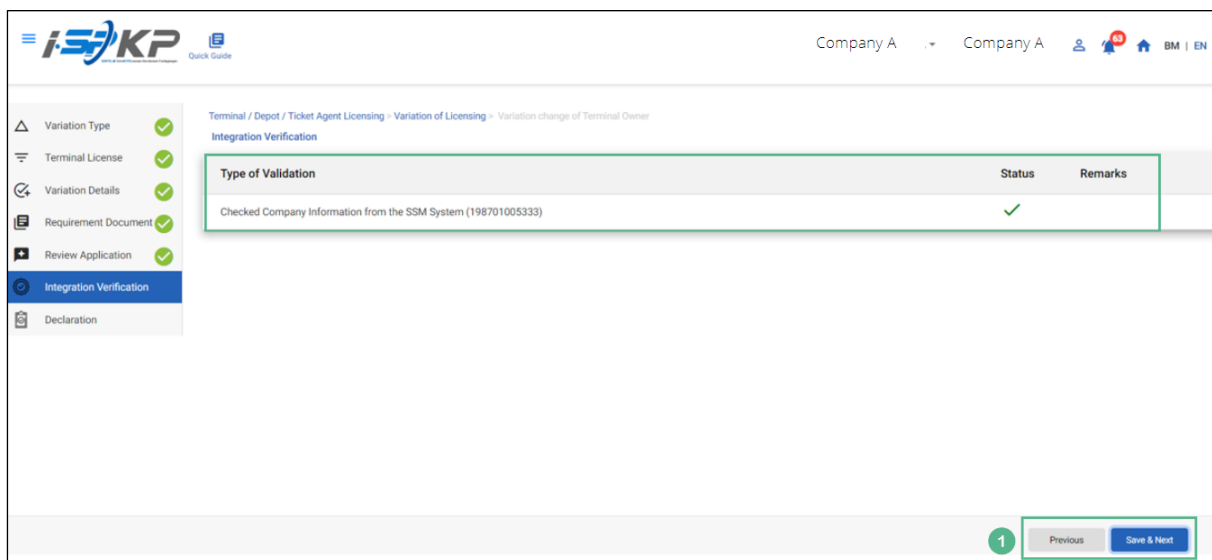 i-SPKP
Quick Guide
Company A
Company A
63
BM | EN
Variation Type
Terminal License
Variation Details
Requirement Document
Review Application
Integration Verification
Declaration
Terminal / Depot / Ticket Agent Licensing > Variation of Licensing > Variation change of Terminal Owner
Integration Verification
Type of Validation Status Remarks
Checked Company Information from the SSM System (198701005333)
1 Previous Save & Next